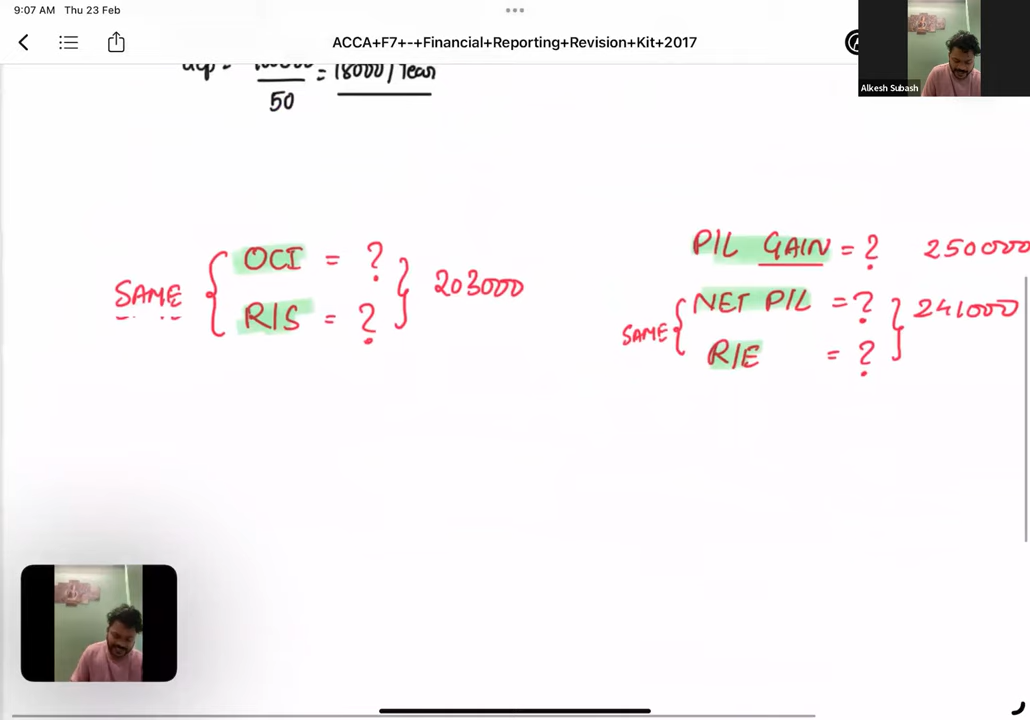 9:07 AM Thu 23 Feb
ACCA+F7+-+Financial+Reporting+Revision+Kit+2017
Alkesh Subash
dep = = 18000/Year
50
SAME
OCI = ?
R/S = ?
203000
P/L GAIN = ? 250000
SAME
NET P/L = ?
R/E = ?
241000